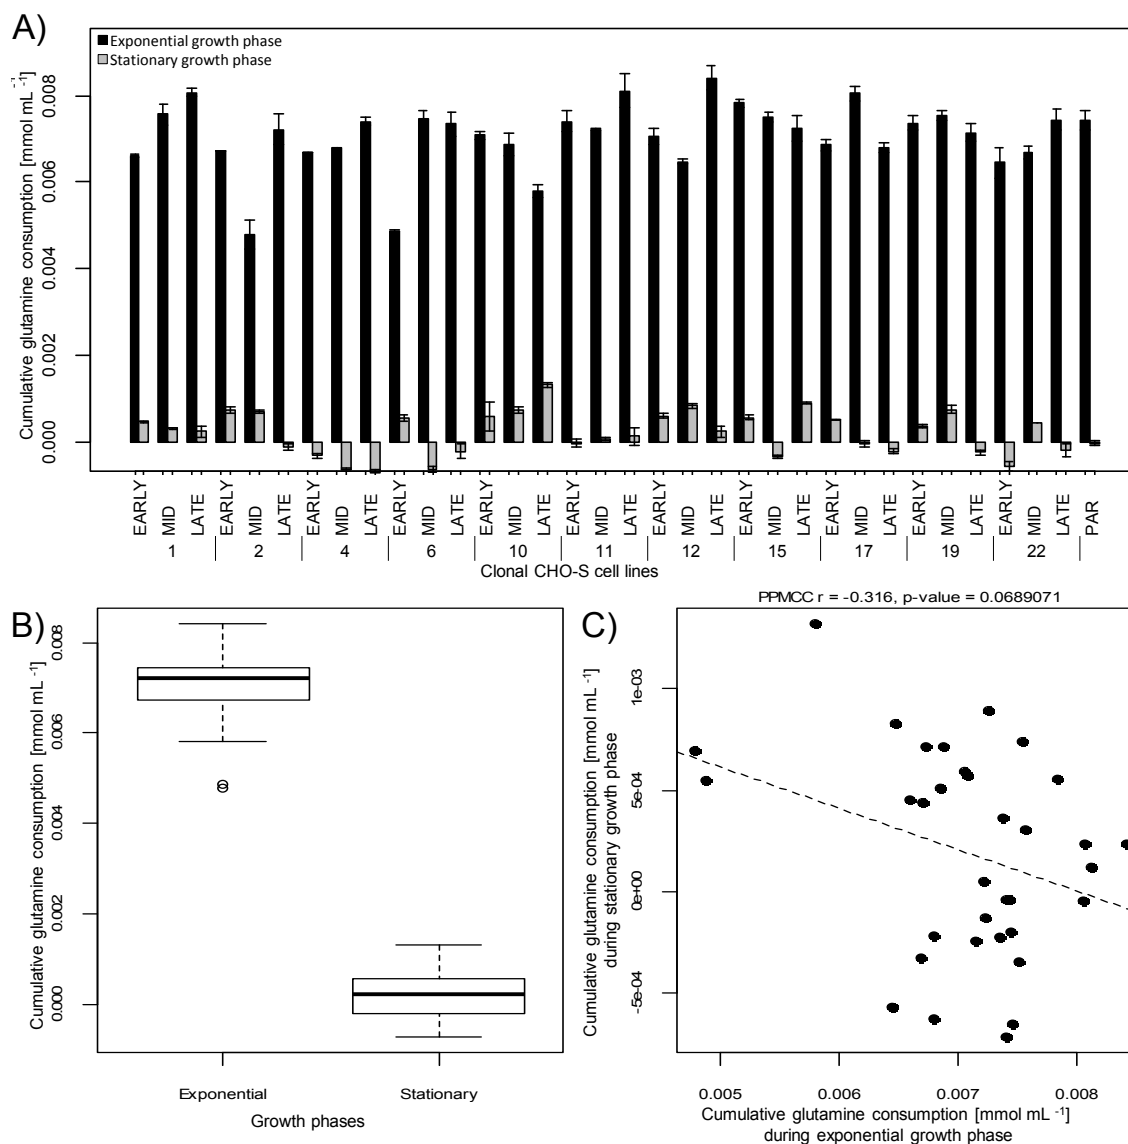 A)
Exponential growth phase
Stationary growth phase
Cumulative glutamine consumption [mmol mL -1]
0.008
0.006
0.004
0.002
0.000
EARLY MID LATE EARLY MID LATE EARLY MID LATE EARLY MID LATE EARLY MID LATE EARLY MID LATE EARLY MID LATE EARLY MID LATE EARLY MID LATE EARLY MID LATE EARLY MID LATE PAR
1 2 4 6 10 11 12 15 17 19 22
Clonal CHO-S cell lines
B)
Cumulative glutamine consumption [mmol mL -1]
0.008
0.006
0.004
0.002
0.000
Exponential Stationary
Growth phases
PPMCC r = -0.316, p-value = 0.0689071
C)
Cumulative glutamine consumption [mmol mL -1]
during stationary growth phase
1e-03
5e-04
0e+00
-5e-04
0.005 0.006 0.007 0.008
Cumulative glutamine consumption [mmol mL -1]
during exponential growth phase